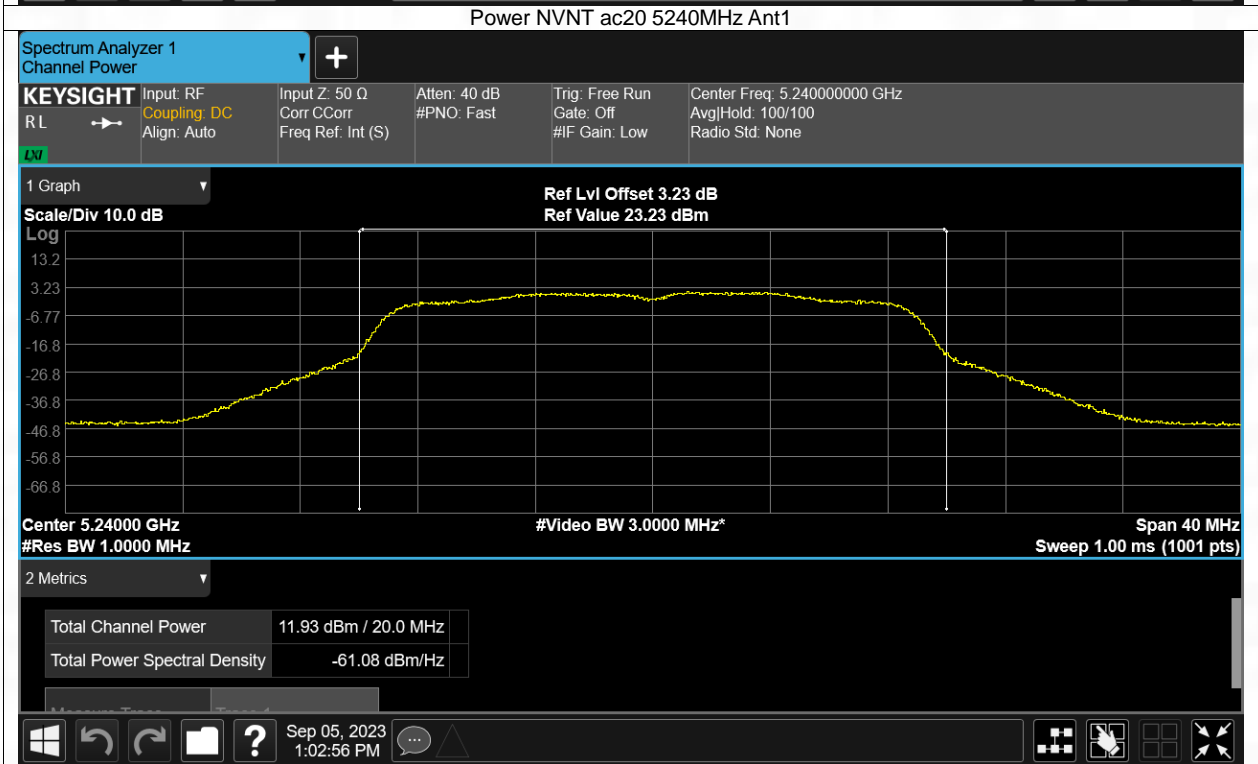 Power NVNT ac20 5240MHz Ant1
Spectrum Analyzer 1
Channel Power
KEYSIGHT
R L
LXI
Input: RF
Coupling: DC
Align: Auto
Input Z: 50 Ω
Corr CCorr
Freq Ref: Int (S)
Atten: 40 dB
#PNO: Fast
Trig: Free Run
Gate: Off
#IF Gain: Low
Center Freq: 5.240000000 GHz
Avg|Hold: 100/100
Radio Std: None
1 Graph
Scale/Div 10.0 dB
Ref Lvl Offset 3.23 dB
Ref Value 23.23 dBm
Log
13.2
3.23
-6.77
-16.8
-26.8
-36.8
-46.8
-56.8
-66.8
Center 5.24000 GHz
#Res BW 1.0000 MHz
#Video BW 3.0000 MHz*
Span 40 MHz
Sweep 1.00 ms (1001 pts)
2 Metrics
Total Channel Power 11.93 dBm / 20.0 MHz
Total Power Spectral Density -61.08 dBm/Hz
Sep 05, 2023
1:02:56 PM